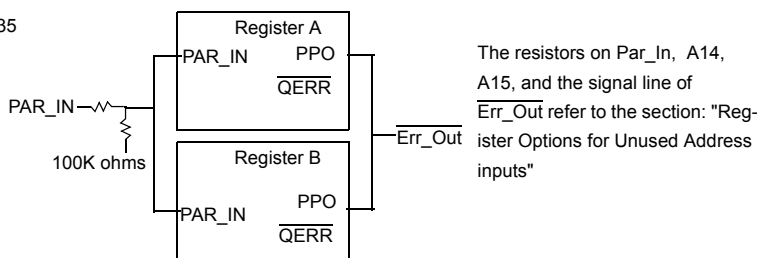 35
Register A
PAR_IN
PPO
QERR
PAR_IN
100K ohms
Err_Out
Register B
PAR_IN
PPO
QERR
The resistors on Par_In, A14,
A15, and the signal line of
Err_Out refer to the section: "Reg-
ister Options for Unused Address
inputs"